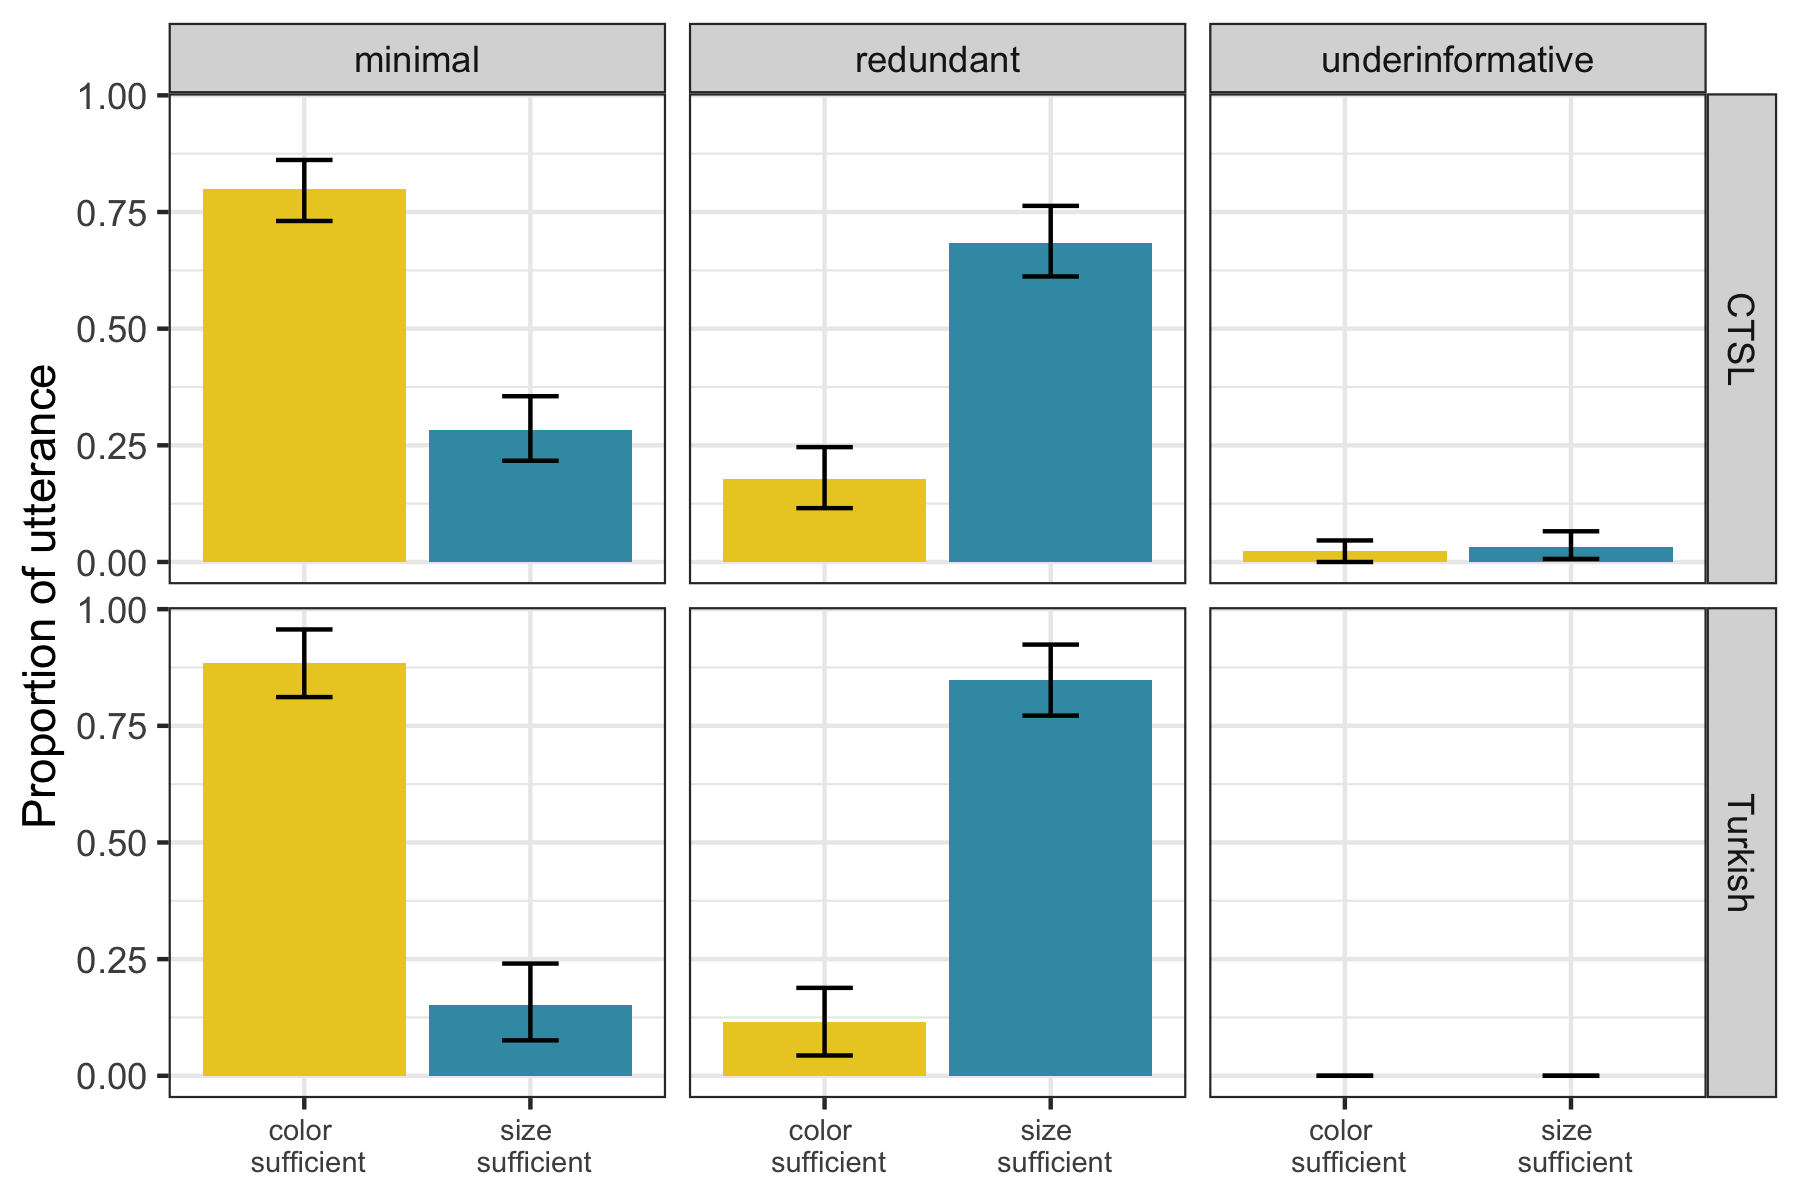 minimal
redundant
underinformative
Proportion of utterance
1.00
0.75
0.50
0.25
0.00
CTSL
1.00
0.75
0.50
0.25
0.00
Turkish
color
sufficient
size
sufficient
color
sufficient
size
sufficient
color
sufficient
size
sufficient